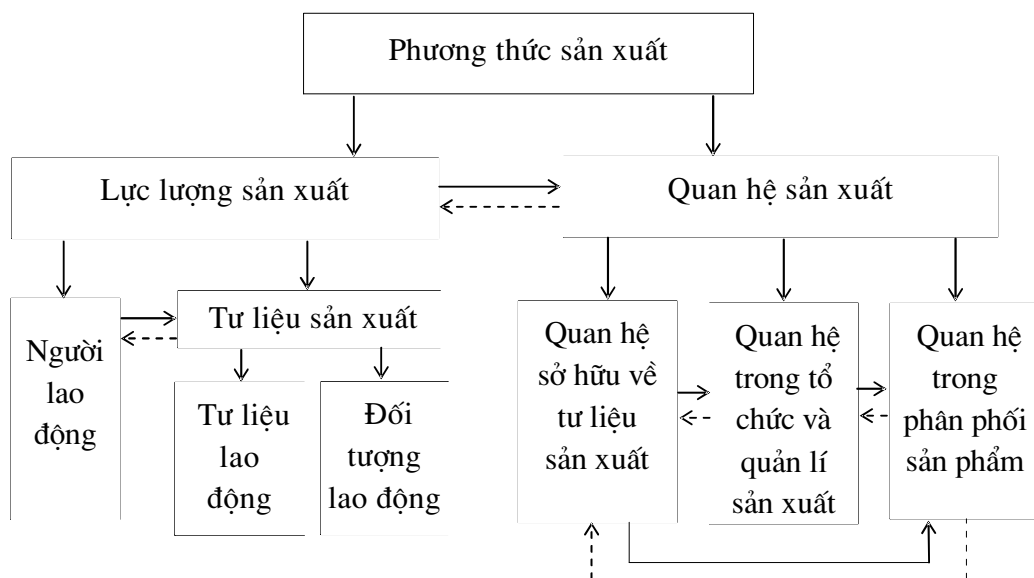 Phương thức sản xuất
Lực lượng sản xuất
Quan hệ sản xuất
Người
lao
động
Tư liệu sản xuất
Tư liệu
lao
động
Đối
tượng
lao động
Quan hệ
sở hữu về
tư liệu
sản xuất
Quan hệ
trong tổ
chức và
quản lí
sản xuất
Quan hệ
trong
phân phối
sản phẩm